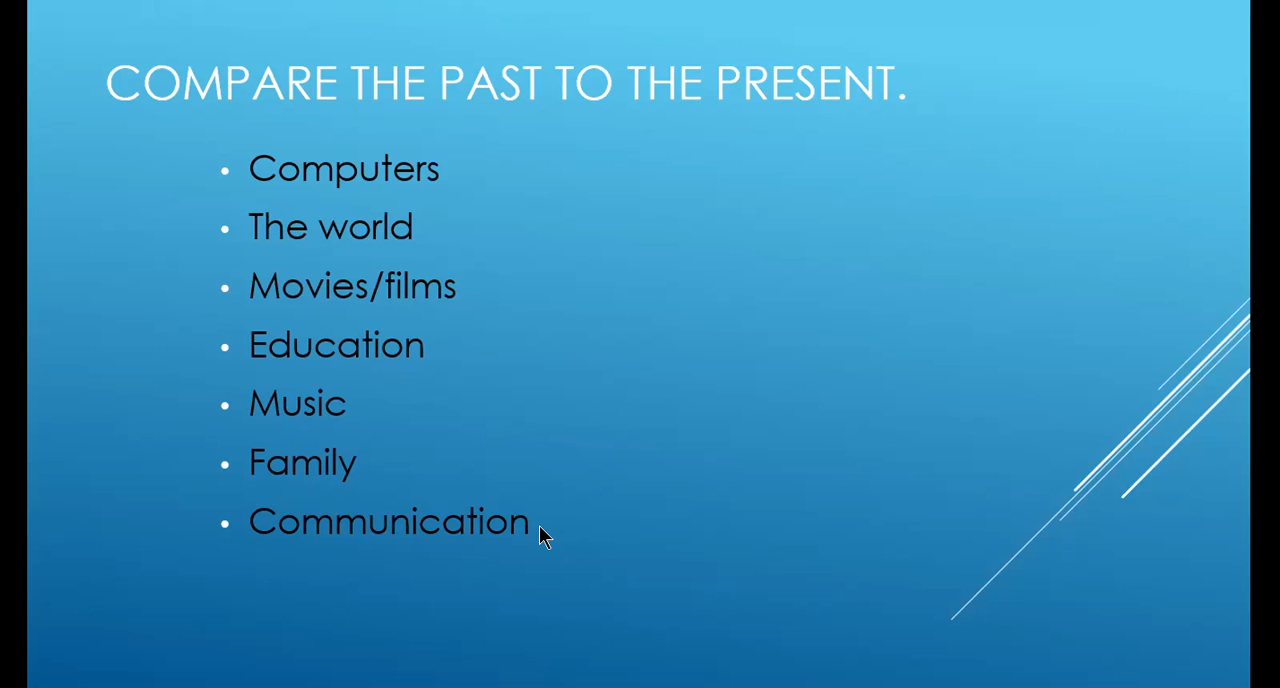 COMPARE THE PAST TO THE PRESENT.
• Computers
• The world
• Movies/films
• Education
• Music
• Family
• Communication